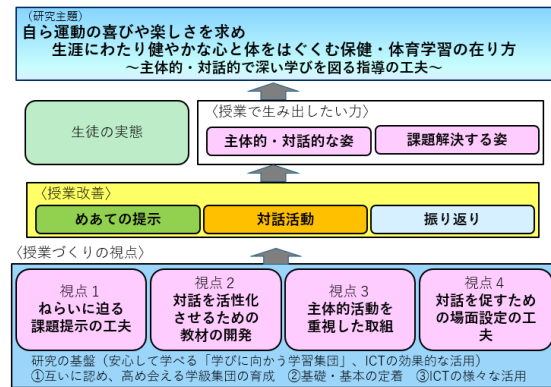 (研究主題)
自ら運動の喜びや楽しさを求め
生涯にわたり健やかな心と体をはぐくむ保健・体育学習の在り方
～主体的・対話的で深い学びを図る指導の工夫～
生徒の実態
〈授業で生み出したい力〉
主体的・対話的な姿
課題解決する姿
〈授業改善〉
めあての提示
対話活動
振り返り
〈授業づくりの視点〉
視点1
ねらいに迫る
課題提示の工夫
視点2
対話を活性化
させるための
教材の開発
視点3
主体的活動を
重視した取組
視点4
対話を促すため
の場面設定の工
夫
研究の基盤（安心して学べる「学びに向かう学習集団」、ICTの効果的な活用）
①互いに認め、高め会える学級集団の育成　②基礎・基本の定着　③ICTの様々な活用